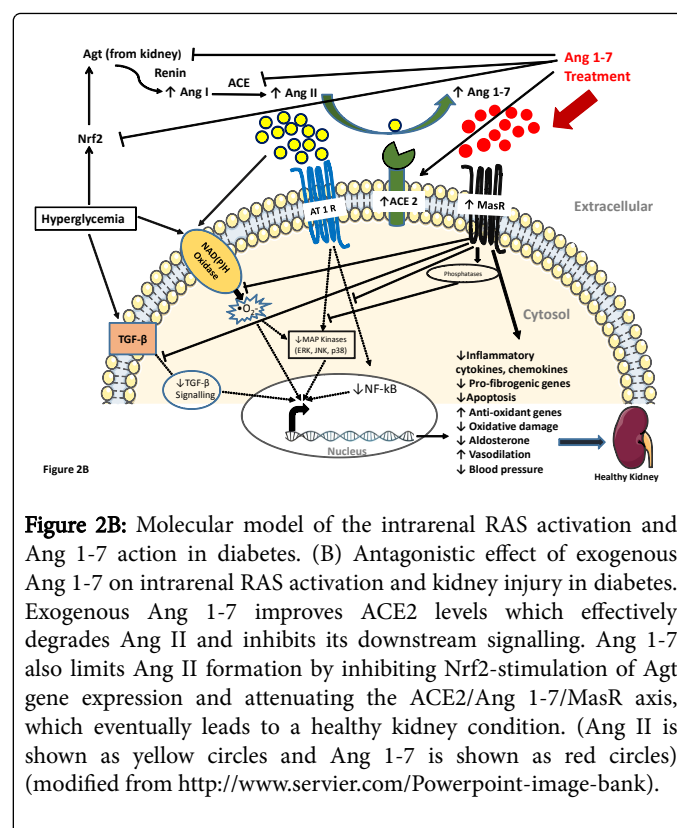 Agt (from kidney)
Renin
↑ Ang I
ACE
↑ Ang II
↑ Ang 1-7
Ang 1-7
Treatment
Nrf2
Hyperglycemia
NAD(P)H
Oxidase
AT 1 R
↑ACE 2
↑ MasR
Extracellular
Phosphatases
•O₂-
Cytosol
TGF-β
↓MAP Kinases
(ERK, JNK, p38)
↓TGF-β
Signalling
↓NF-kB
Nucleus
↓Inflammatory
cytokines, chemokines
↓ Pro-fibrogenic genes
↓Apoptosis
↑ Anti-oxidant genes
↓ Oxidative damage
↓ Aldosterone
↑ Vasodilation
↓ Blood pressure
Healthy Kidney
Figure 2B
Figure 2B: Molecular model of the intrarenal RAS activation and
Ang 1-7 action in diabetes. (B) Antagonistic effect of exogenous
Ang 1-7 on intrarenal RAS activation and kidney injury in diabetes.
Exogenous Ang 1-7 improves ACE2 levels which effectively
degrades Ang II and inhibits its downstream signalling. Ang 1-7
also limits Ang II formation by inhibiting Nrf2-stimulation of Agt
gene expression and attenuating the ACE2/Ang 1-7/MasR axis,
which eventually leads to a healthy kidney condition. (Ang II is
shown as yellow circles and Ang 1-7 is shown as red circles)
(modified from http://www.servier.com/Powerpoint-image-bank).